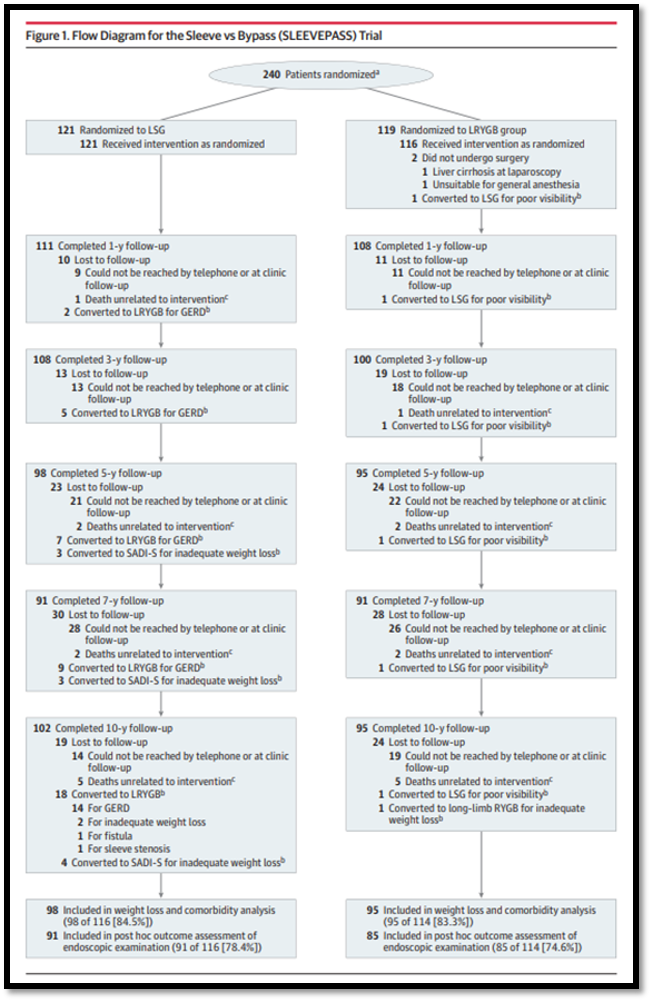 Figure 1. Flow Diagram for the Sleeve vs Bypass (SLEEVEPASS) Trial
240 Patients randomizedᵃ
121 Randomized to LSG
121 Received intervention as randomized
119 Randomized to LRYGB group
116 Received intervention as randomized
2 Did not undergo surgery
1 Liver cirrhosis at laparoscopy
1 Unsuitable for general anesthesia
1 Converted to LSG for poor visibilityᵇ
111 Completed 1-y follow-up
10 Lost to follow-up
9 Could not be reached by telephone or at clinic
follow-up
1 Death unrelated to interventionᶜ
2 Converted to LRYGB for GERDᵇ
108 Completed 1-y follow-up
11 Lost to follow-up
11 Could not be reached by telephone or at clinic
follow-up
1 Converted to LSG for poor visibilityᵇ
108 Completed 3-y follow-up
13 Lost to follow-up
13 Could not be reached by telephone or at clinic
follow-up
5 Converted to LRYGB for GERDᵇ
100 Completed 3-y follow-up
19 Lost to follow-up
18 Could not be reached by telephone or at clinic
follow-up
1 Death unrelated to interventionᶜ
1 Converted to LSG for poor visibilityᵇ
98 Completed 5-y follow-up
23 Lost to follow-up
21 Could not be reached by telephone or at clinic
follow-up
2 Deaths unrelated to interventionᶜ
7 Converted to LRYGB for GERDᵇ
3 Converted to SADI-S for inadequate weight lossᵇ
95 Completed 5-y follow-up
24 Lost to follow-up
22 Could not be reached by telephone or at clinic
follow-up
2 Deaths unrelated to interventionᶜ
1 Converted to LSG for poor visibilityᵇ
91 Completed 7-y follow-up
30 Lost to follow-up
28 Could not be reached by telephone or at clinic
follow-up
2 Deaths unrelated to interventionᶜ
9 Converted to LRYGB for GERDᵇ
3 Converted to SADI-S for inadequate weight lossᵇ
91 Completed 7-y follow-up
28 Lost to follow-up
26 Could not be reached by telephone or at clinic
follow-up
2 Deaths unrelated to interventionᶜ
1 Converted to LSG for poor visibilityᵇ
102 Completed 10-y follow-up
19 Lost to follow-up
14 Could not be reached by telephone or at clinic
follow-up
5 Deaths unrelated to interventionᶜ
18 Converted to LRYGBᵇ
14 For GERD
2 For inadequate weight loss
1 For fistula
1 For sleeve stenosis
4 Converted to SADI-S for inadequate weight lossᵇ
95 Completed 10-y follow-up
24 Lost to follow-up
19 Could not be reached by telephone or at clinic
follow-up
5 Deaths unrelated to interventionᶜ
1 Converted to LSG for poor visibilityᵇ
1 Converted to long-limb RYGB for inadequate
weight lossᵇ
98 Included in weight loss and comorbidity analysis
(98 of 116 [84.5%])
91 Included in post hoc outcome assessment of
endoscopic examination (91 of 116 [78.4%])
95 Included in weight loss and comorbidity analysis
(95 of 114 [83.3%])
85 Included in post hoc outcome assessment of
endoscopic examination (85 of 114 [74.6%])